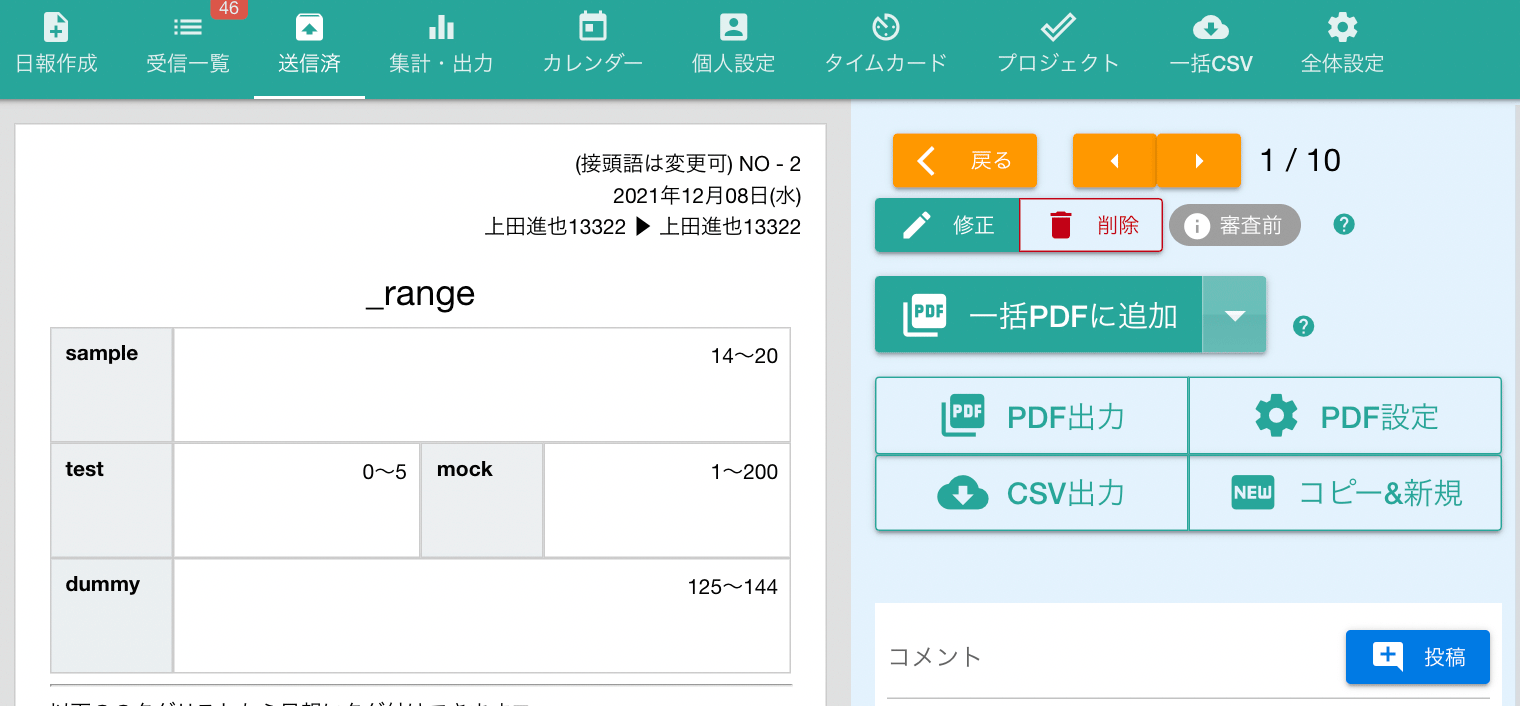 46
日報作成 受信一覧 送信済 集計・出力 カレンダー 個人設定 タイムカード プロジェクト 一括CSV 全体設定
(接頭語は変更可) NO - 2
2021年12月08日(水)
上田進也13322 ▶ 上田進也13322
_range
sample 14〜20
test 0〜5 mock 1〜200
dummy 125〜144
戻る 1 / 10
修正 削除 審査前
PDF 一括PDFに追加
PDF PDF出力 PDF設定
CSV出力 NEW コピー&新規
コメント 投稿